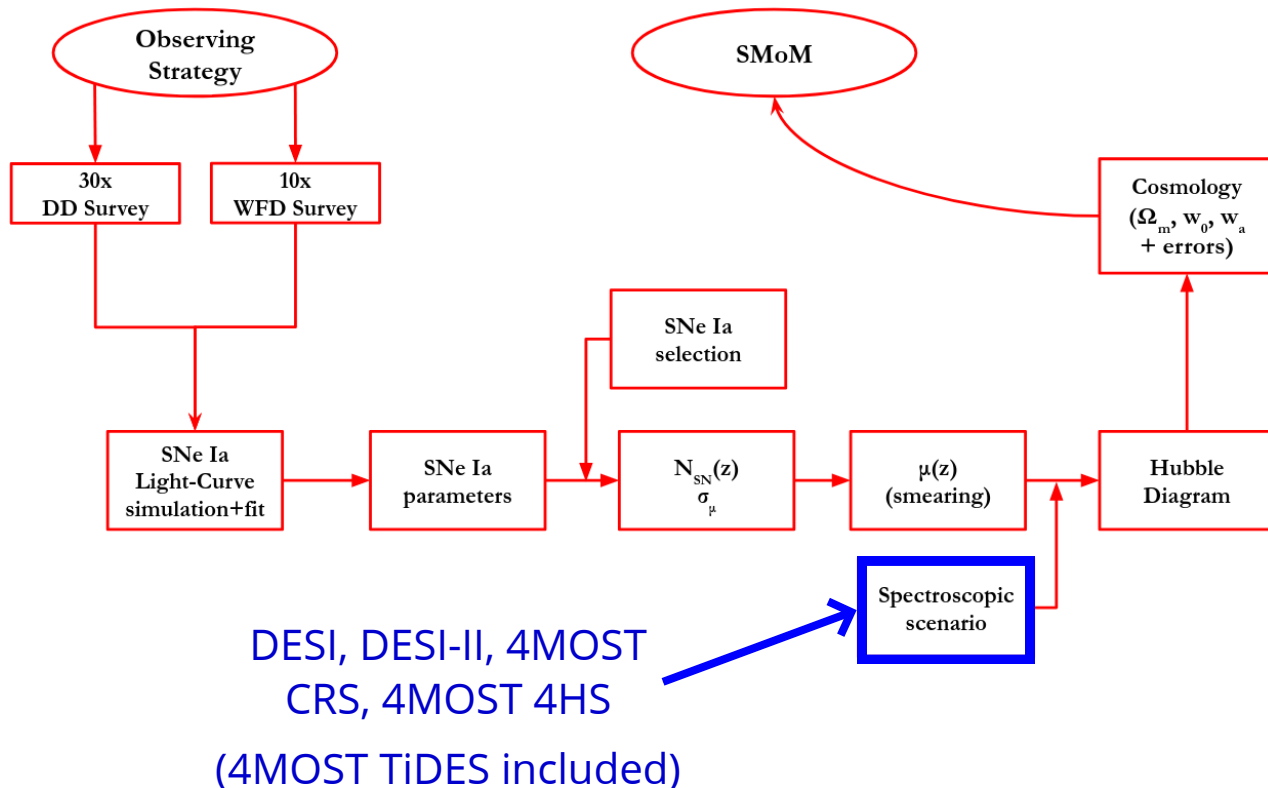 Observing
Strategy
SMoM
30x
DD Survey
10x
WFD Survey
Cosmology
(Ωm, w0, wa
+ errors)
SNe Ia
selection
SNe Ia
Light-Curve
simulation+fit
SNe Ia
parameters
NSN(z)
σμ
μ(z)
(smearing)
Hubble
Diagram
Spectroscopic
scenario
DESI, DESI-II, 4MOST
CRS, 4MOST 4HS
(4MOST TiDES included)